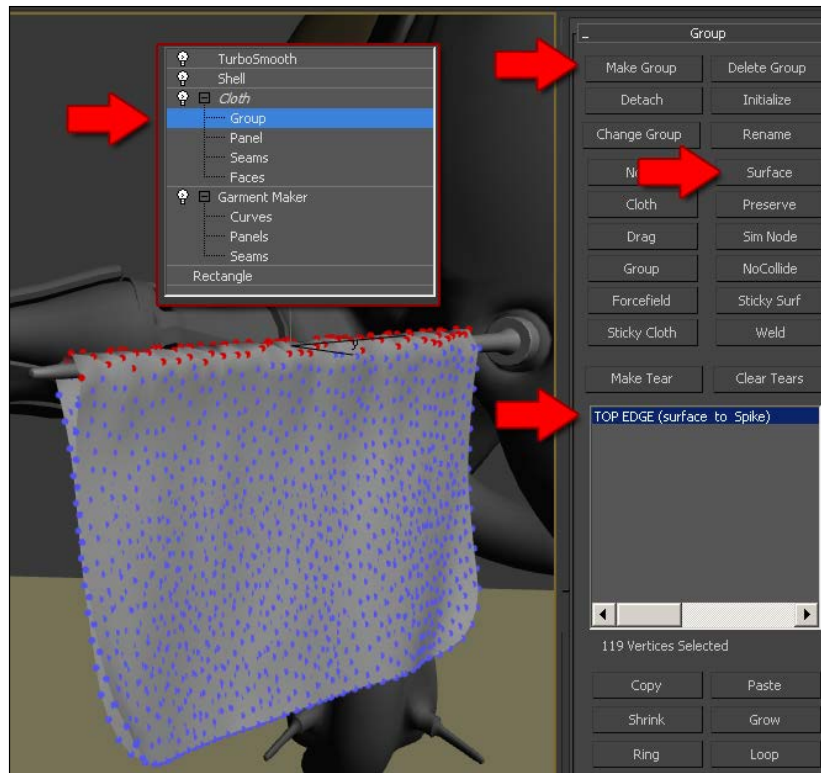 TurboSmooth
Shell
Cloth
Group
Panel
Seams
Faces
Garment Maker
Curves
Panels
Seams
Rectangle
- Group
Make Group Delete Group
Detach Initialize
Change Group Rename
Surface
Cloth Preserve
Drag Sim Node
Group NoCollide
Forcefield Sticky Surf
Sticky Cloth Weld
Make Tear Clear Tears
TOP EDGE (surface to Spike)
119 Vertices Selected
Copy Paste
Shrink Grow
Ring Loop